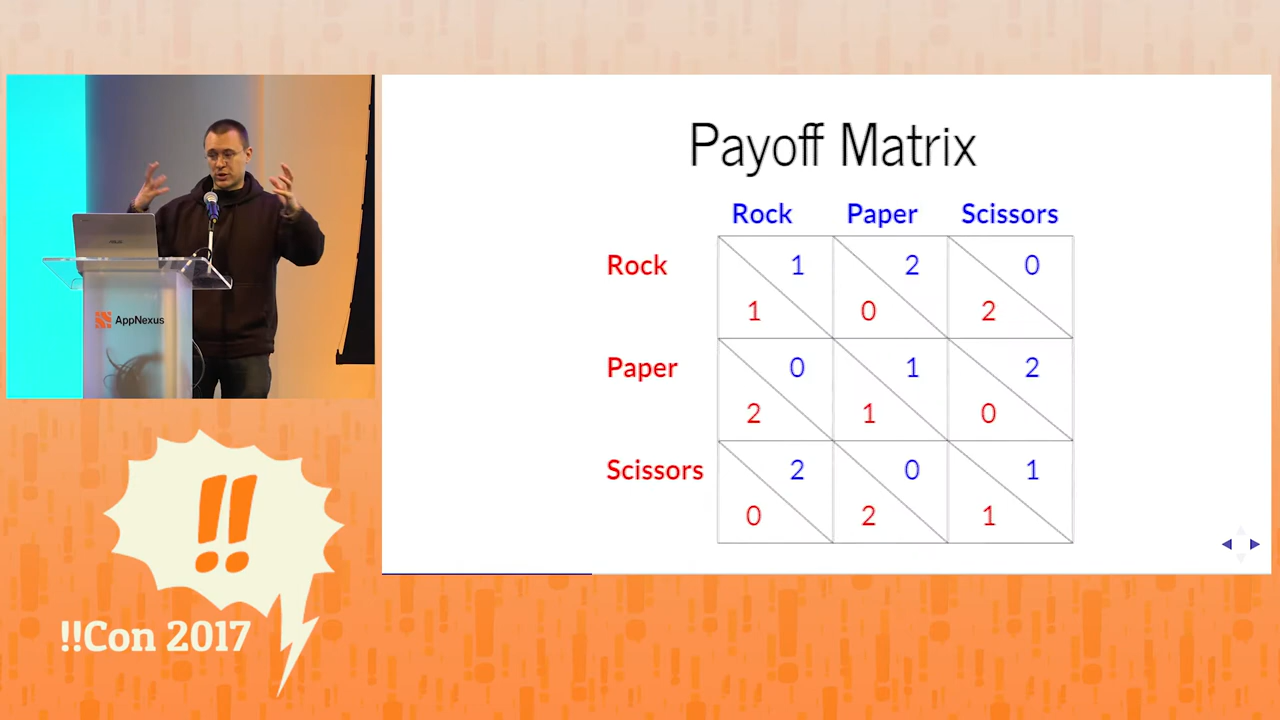 Payoff Matrix
Rock Paper Scissors
Rock 1 2 0
1 0 2
Paper 0 1 2
2 1 0
Scissors 2 0 1
0 2 1
AppNexus
!!
!!Con 2017